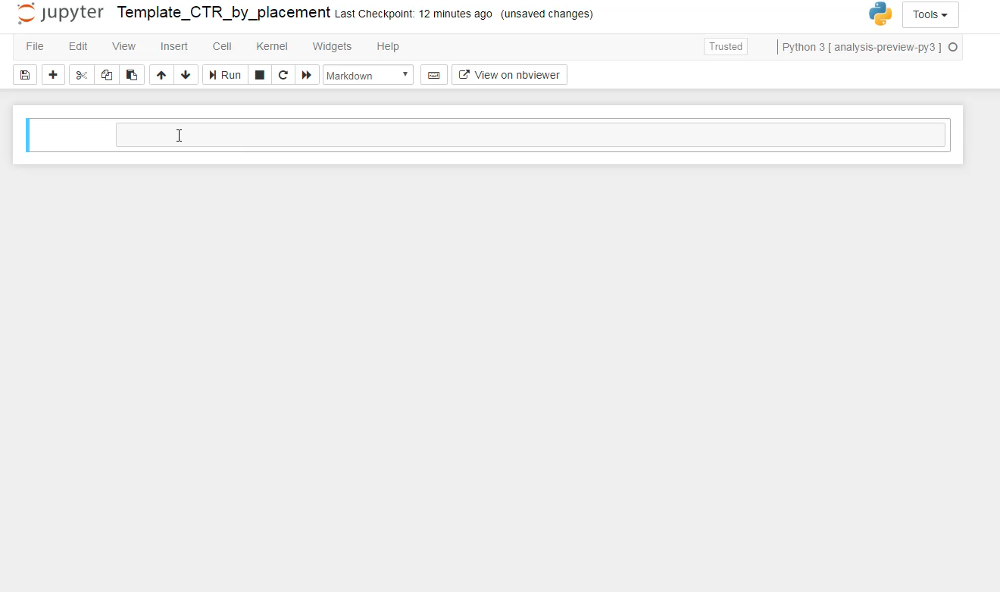 jupyter Template_CTR_by_placement Last Checkpoint: 12 minutes ago (unsaved changes) Tools
File Edit View Insert Cell Kernel Widgets Help Trusted Python 3 [ analysis-preview-py3 ]
Run Markdown View on nbviewer